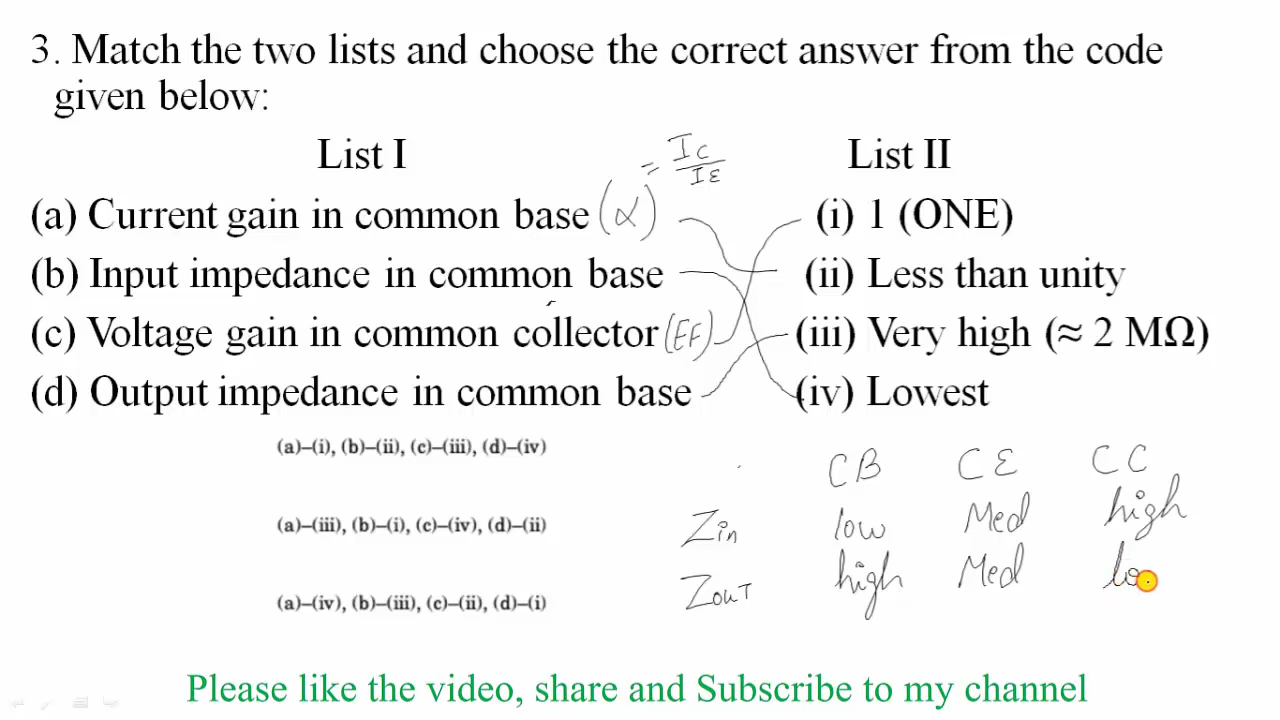 3. Match the two lists and choose the correct answer from the code
given below:
List I
List II
= IC / IE
(a) Current gain in common base (α)
(i) 1 (ONE)
(b) Input impedance in common base
(ii) Less than unity
(c) Voltage gain in common collector (EF)
(iii) Very high (≈ 2 MΩ)
(d) Output impedance in common base
(iv) Lowest
(a)–(i), (b)–(ii), (c)–(iii), (d)–(iv)
(a)–(iii), (b)–(i), (c)–(iv), (d)–(ii)
(a)–(iv), (b)–(iii), (c)–(ii), (d)–(i)
CB CE CC
Zin low Med high
ZOUT high Med lo
Please like the video, share and Subscribe to my channel